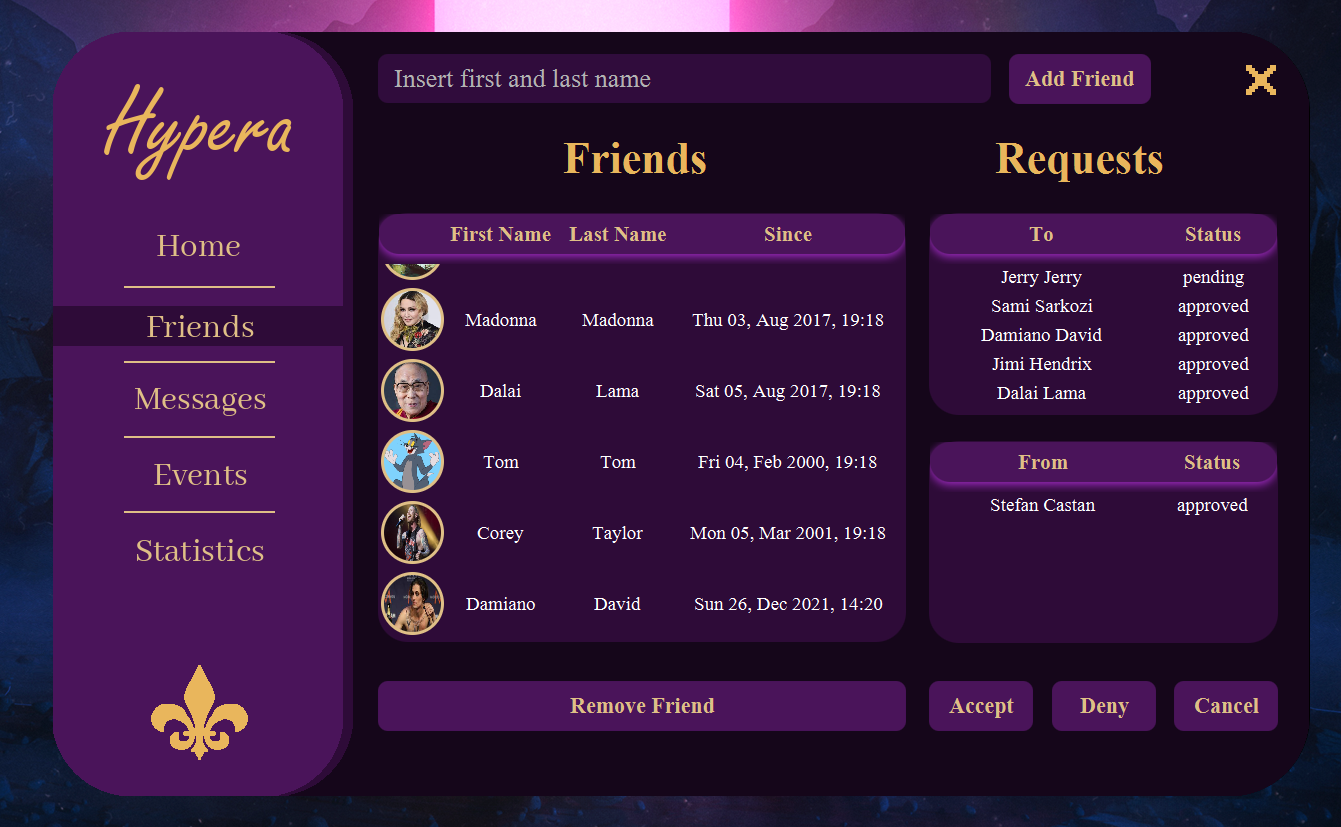 Hypera
Home
Friends
Messages
Events
Statistics
Insert first and last name
Add Friend
Friends
First Name Last Name Since
Madonna Madonna Thu 03, Aug 2017, 19:18
Dalai Lama Sat 05, Aug 2017, 19:18
Tom Tom Fri 04, Feb 2000, 19:18
Corey Taylor Mon 05, Mar 2001, 19:18
Damiano David Sun 26, Dec 2021, 14:20
Remove Friend
Requests
To Status
Jerry Jerry pending
Sami Sarkozi approved
Damiano David approved
Jimi Hendrix approved
Dalai Lama approved
From Status
Stefan Castan approved
Accept Deny Cancel